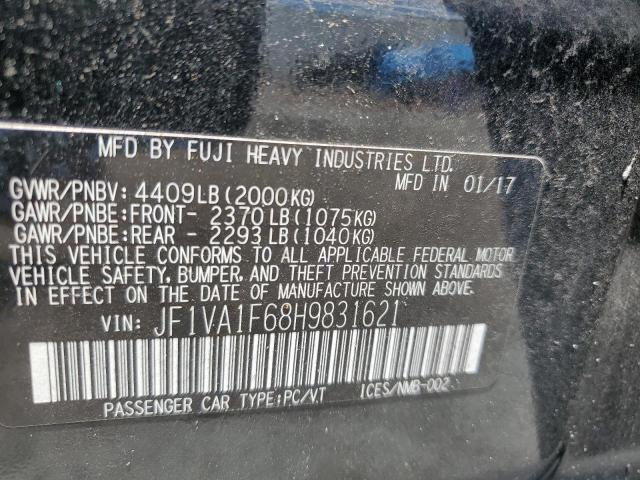 MFD BY FUJI HEAVY INDUSTRIES LTD.
MFD IN 01/17
GVWR/PNBV: 4409LB(2000KG)
GAWR/PNBE:FRONT- 2370LB(1075KG)
GAWR/PNBE:REAR - 2293LB(1040KG)
THIS VEHICLE CONFORMS TO ALL APPLICABLE FEDERAL MOTOR
VEHICLE SAFETY, BUMPER, AND THEFT PREVENTION STANDARDS
IN EFFECT ON THE DATE OF MANUFACTURE SHOWN ABOVE.
VIN: JF1VA1F68H9831621
PASSENGER CAR TYPE:PC/VT ICES/NMB-002